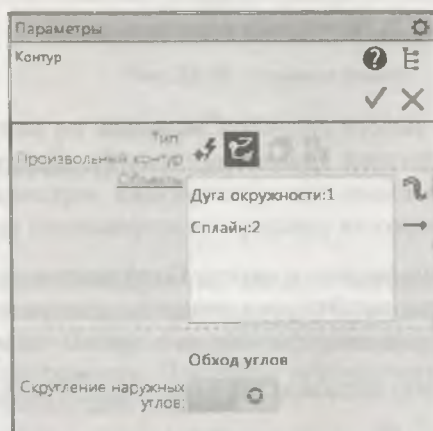 Параметры
Контур
Тип
Произвольный контур
Объекты
Дуга окружности:1
Сплайн:2
Обход углов
Скругление наружных
углов: